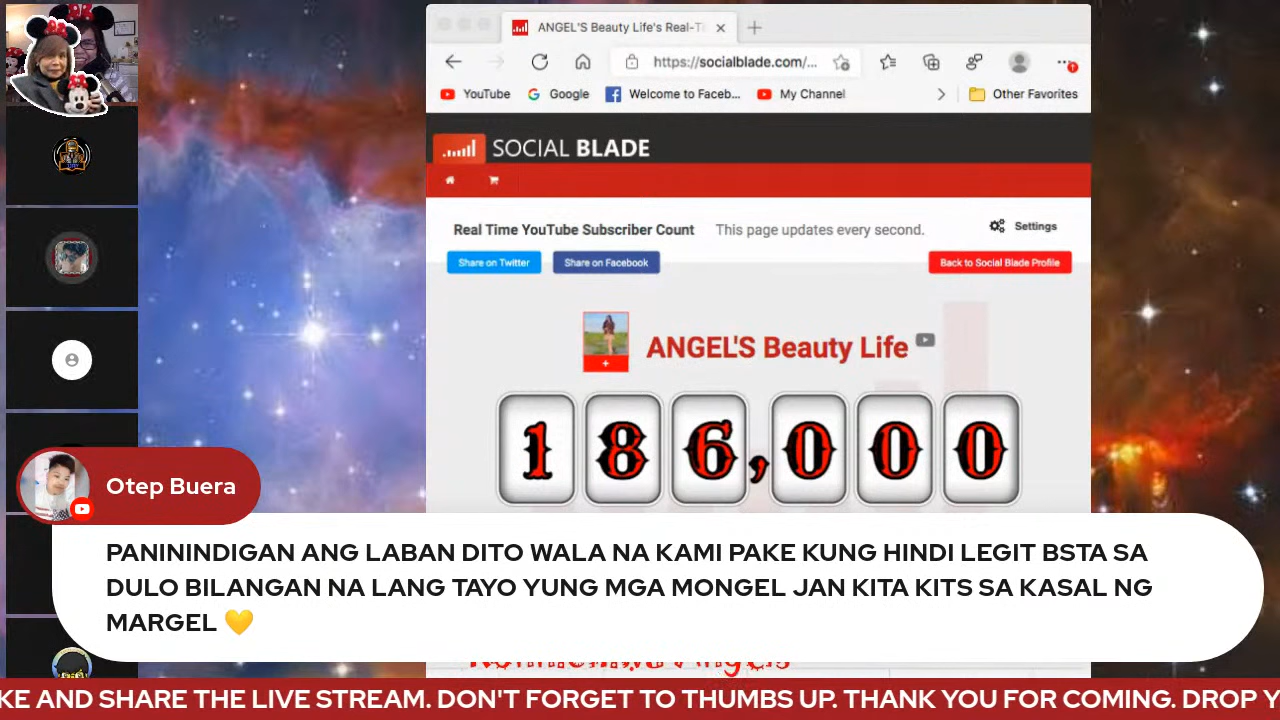 ANGEL'S Beauty Life's Real-Ti
https://socialblade.com/...
YouTube
Google
Welcome to Faceb...
My Channel
Other Favorites
SOCIAL BLADE
Real Time YouTube Subscriber Count
This page updates every second.
Settings
Share on Twitter
Share on Facebook
Back to Social Blade Profile
ANGEL'S Beauty Life
186,000
Otep Buera
PANININDIGAN ANG LABAN DITO WALA NA KAMI PAKE KUNG HINDI LEGIT BSTA SA
DULO BILANGAN NA LANG TAYO YUNG MGA MONGEL JAN KITA KITS SA KASAL NG
MARGEL 💛
KE AND SHARE THE LIVE STREAM. DON'T FORGET TO THUMBS UP. THANK YOU FOR COMING. DROP Y